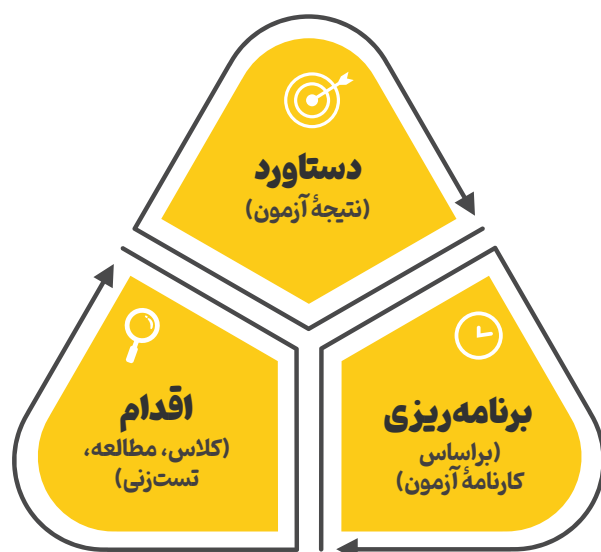 دستاورد
(نتیجهٔ آزمون)
برنامه‌ریزی
(براساس
کارنامهٔ آزمون)
اقدام
(کلاس، مطالعه،
تست‌زنی)